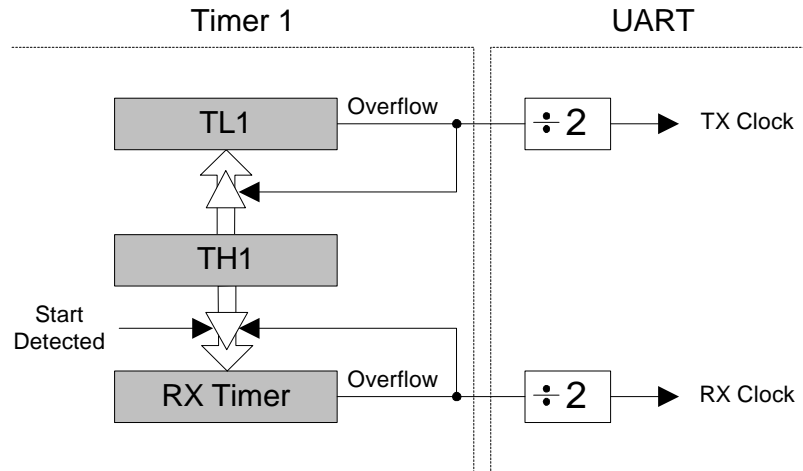 Timer 1
UART
TL1
Overflow
÷ 2
TX Clock
TH1
Start
Detected
RX Timer
Overflow
÷ 2
RX Clock